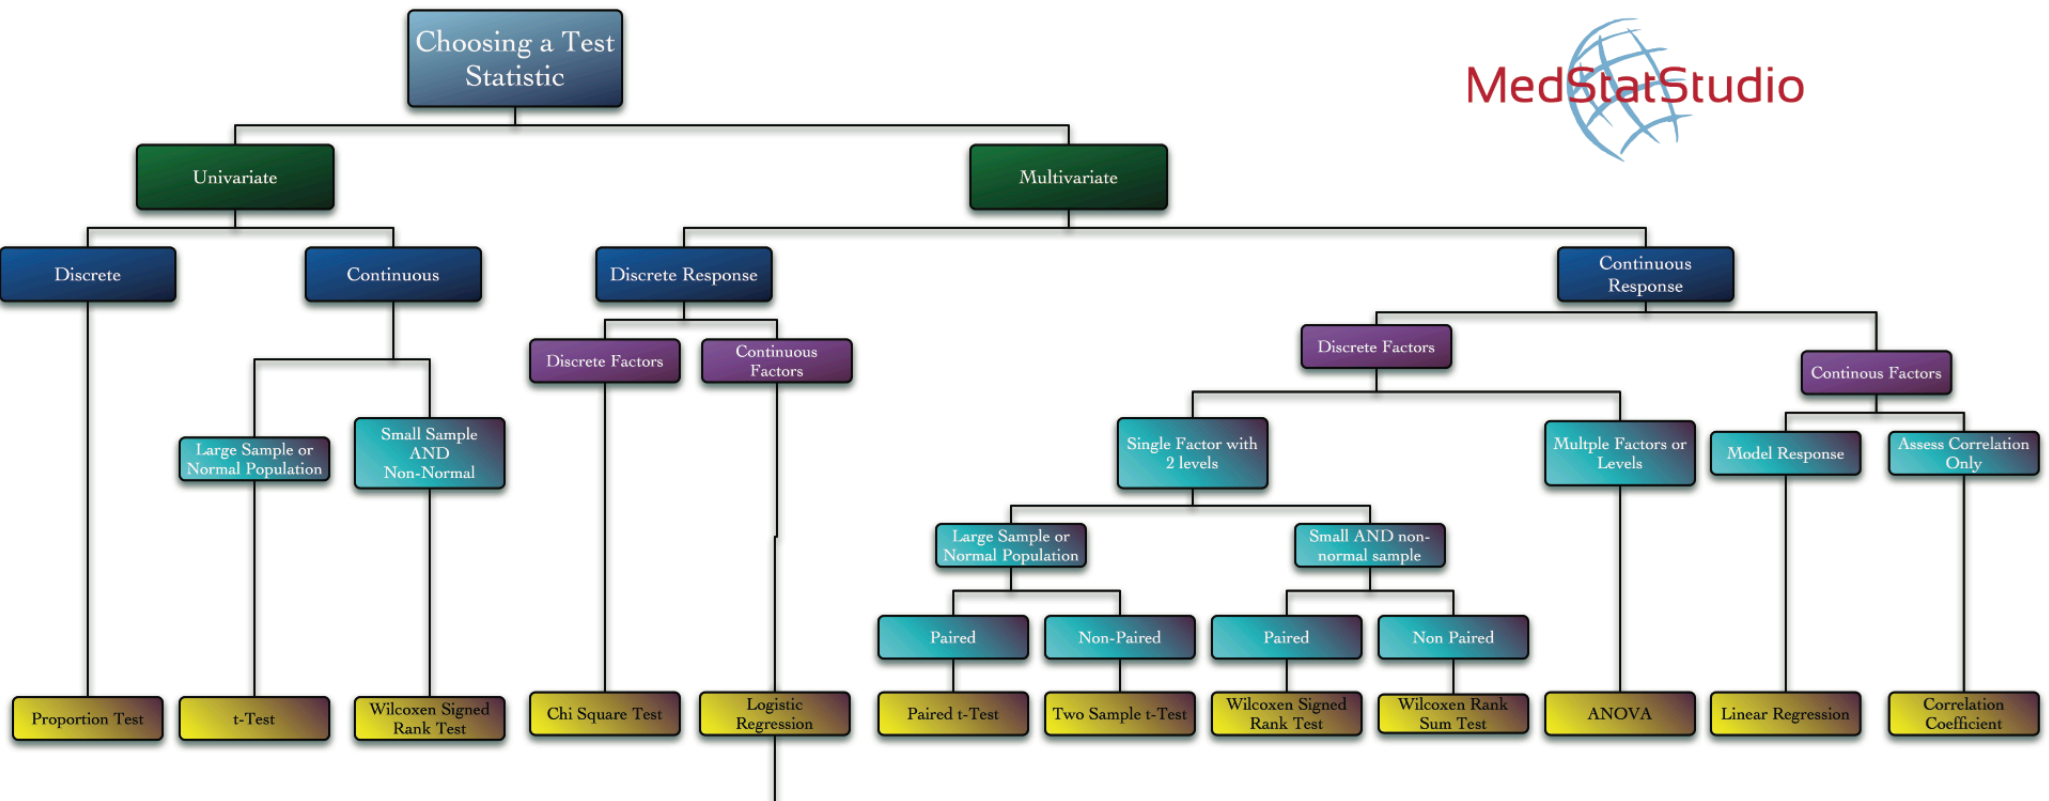 Choosing a Test
Statistic
MedStatStudio
Univariate
Multivariate
Discrete
Continuous
Discrete Response
Continuous
Response
Discrete Factors
Continuous
Factors
Discrete Factors
Continous Factors
Large Sample or
Normal Population
Small Sample
AND
Non-Normal
Single Factor with
2 levels
Multple Factors or
Levels
Model Response
Assess Correlation
Only
Large Sample or
Normal Population
Small AND non-
normal sample
Paired
Non-Paired
Paired
Non Paired
Proportion Test
t-Test
Wilcoxen Signed
Rank Test
Chi Square Test
Logistic
Regression
Paired t-Test
Two Sample t-Test
Wilcoxen Signed
Rank Test
Wilcoxen Rank
Sum Test
ANOVA
Linear Regression
Correlation
Coefficient